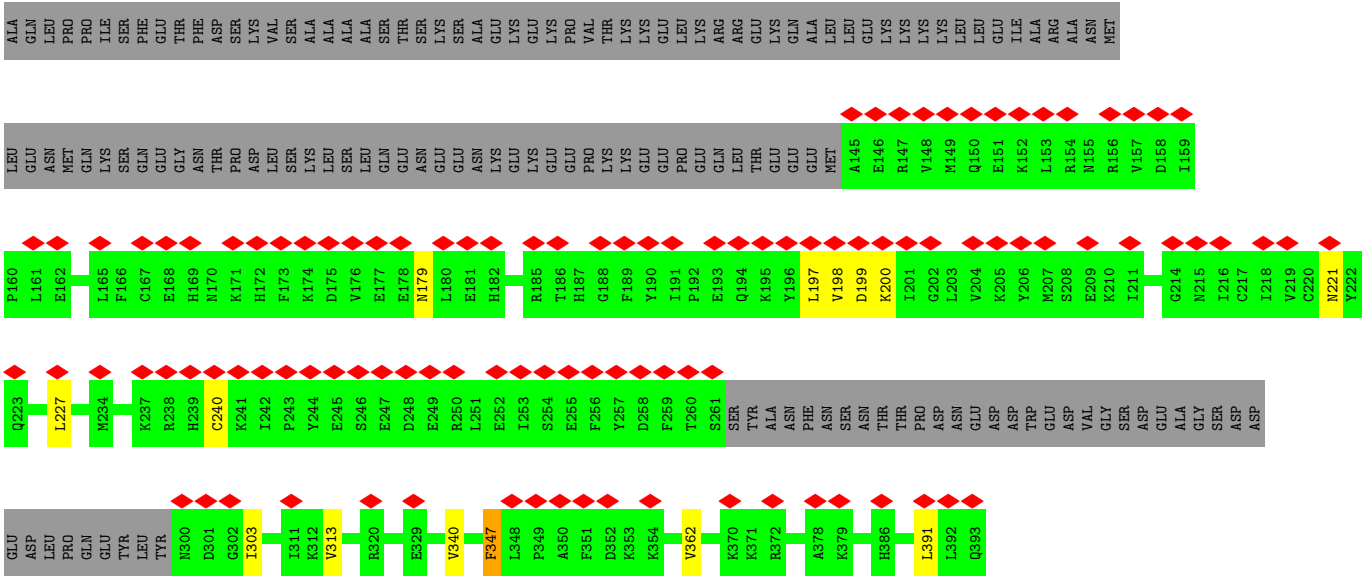 ALA GLN LEU PRO PRO ILE SER PHE GLU THR PHE ASP SER LYS VAL SER ALA ALA ALA ALA SER THR SER LYS SER ALA GLU LYS GLU LYS PRO VAL THR LYS LYS GLU LEU LYS ARG ARG GLU LYS GLN ALA LEU LEU GLU LYS LYS LYS LYS LEU LEU GLU ILE ALA ARG ALA ASN MET
LEU GLU ASN MET GLN LYS SER GLN GLU GLY ASN THR PRO ASP LEU SER LYS LEU SER LEU GLN GLU ASN GLU GLU ASN LYS GLU LYS GLU GLU PRO LYS LYS GLU GLU PRO GLU GLN LEU THR GLU GLU GLU MET A145 E146 R147 V148 M149 Q150 E151 K152 L153 R154 N155 R156 V157 D158 I159
P160 L161 E162 L165 F166 C167 E168 H169 N170 K171 H172 F173 K174 D175 V176 E177 E178 N179 L180 E181 H182 R185 T186 H187 G188 F189 Y190 I191 P192 E193 Q194 K195 Y196 L197 V198 D199 K200 I201 G202 L203 V204 K205 Y206 M207 S208 E209 K210 I211 G214 N215 I216 C217 I218 V219 C220 N221 Y222
Q223 L227 M234 K237 R238 H239 C240 K241 I242 P243 Y244 E245 S246 E247 D248 E249 R250 L251 E252 I253 S254 E255 F256 Y257 D258 F259 T260 S261 SER TYR ALA ASN PHE ASN SER ASN THR THR PRO ASP ASN GLU ASP ASP TRP GLU ASP VAL GLY SER ASP GLU ALA GLY SER ASP ASP
GLU ASP LEU PRO GLN GLU TYR LEU TYR N300 D301 G302 I303 I311 K312 V313 R320 E329 V340 F347 L348 P349 A350 F351 D352 K353 K354 V362 K370 K371 R372 A378 K379 H386 L391 L392 Q393